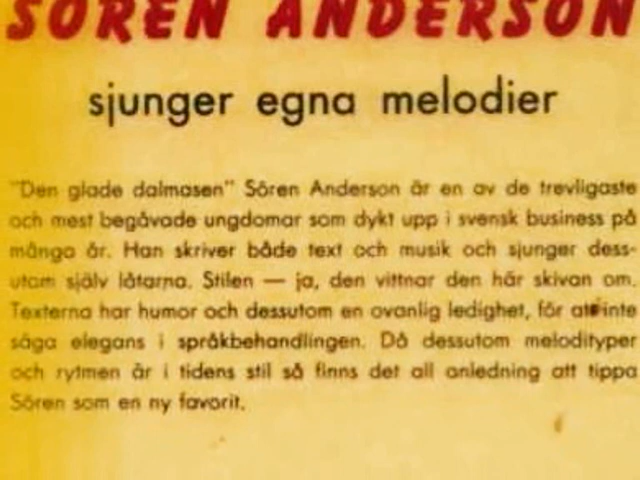 SÖREN ANDERSON
sjunger egna melodier
"Den glade dalmasen" Sören Anderson är en av de trevligaste
och mest begåvade ungdomar som dykt upp i svensk business på
många år. Han skriver både text och musik och sjunger dess-
utom själv låtarna. Stilen — ja, den vittnar den här skivan om.
Texterna har humor och dessutom en ovanlig ledighet, för att inte
säga elegans i språkbehandlingen. Då dessutom melodityper
och rytmen är i tidens stil så finns det all anledning att tippa
Sören som en ny favorit.